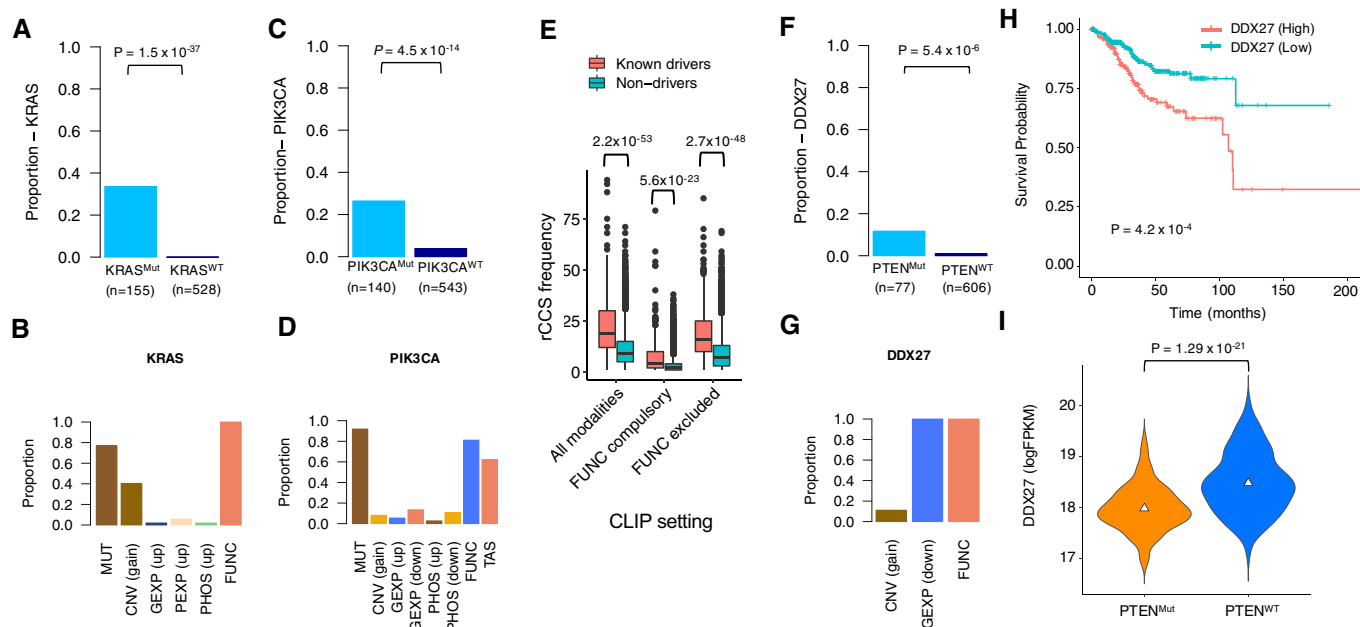 A
P = 1.5 x 10-37
Proportion – KRAS
1.0
0.8
0.6
0.4
0.2
0.0
KRASMut
KRASWT
(n=155)
(n=528)
B
KRAS
Proportion
1.0
0.8
0.6
0.4
0.2
0.0
MUT
CNV (gain)
GEXP (up)
PEXP (up)
PHOS (up)
FUNC
C
P = 4.5 x 10-14
Proportion– PIK3CA
1.0
0.8
0.6
0.4
0.2
0.0
PIK3CAMut
PIK3CAWT
(n=140)
(n=543)
D
PIK3CA
Proportion
1.0
0.8
0.6
0.4
0.2
0.0
MUT
CNV (gain)
GEXP (up)
GEXP (down)
PHOS (up)
PHOS (down)
FUNC
TAS
E
Known drivers
Non–drivers
2.2x10-53
5.6x10-23
2.7x10-48
rCCS frequency
75
50
25
0
All modalities
FUNC compulsory
FUNC excluded
CLIP setting
F
P = 5.4 x 10-6
Proportion – DDX27
1.0
0.8
0.6
0.4
0.2
0.0
PTENMut
PTENWT
(n=77)
(n=606)
G
DDX27
Proportion
1.0
0.8
0.6
0.4
0.2
0.0
CNV (gain)
GEXP (down)
FUNC
H
DDX27 (High)
DDX27 (Low)
Survival Probability
1.00
0.75
0.50
0.25
0.00
P = 4.2 x 10-4
0
50
100
150
200
Time (months)
I
P = 1.29 x 10-21
DDX27 (logFPKM)
20
19
18
17
PTENMut
PTENWT